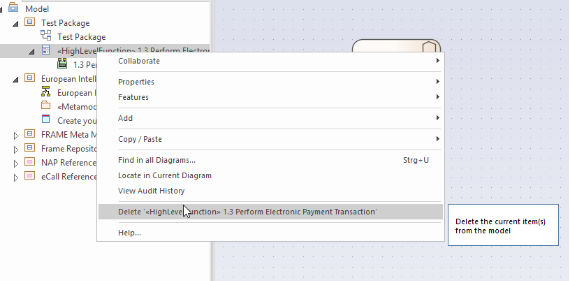 Model
Test Package
Test Package
«HighLevelFunction» 1.3 Perform Electron
1.3 Per
European Intelli
European I
«Metamod
Create you
FRAME Meta M
Frame Reposito
NAP Reference
eCall Reference
Collaborate
Properties
Features
Add
Copy / Paste
Find in all Diagrams... Strg+U
Locate in Current Diagram
View Audit History
Delete '«HighLevelFunction» 1.3 Perform Electronic Payment Transaction'
Help...
Delete the current item(s)
from the model